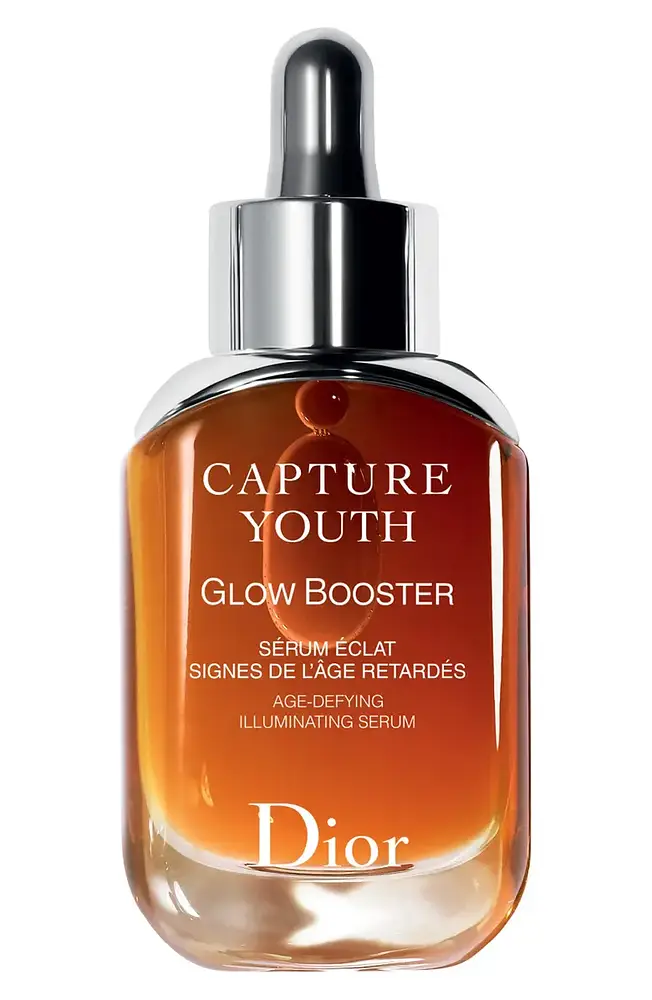 CAPTURE
YOUTH
GLOW BOOSTER
SÉRUM ÉCLAT
SIGNES DE L'ÂGE RETARDÉS
AGE-DEFYING
ILLUMINATING SERUM
Dior